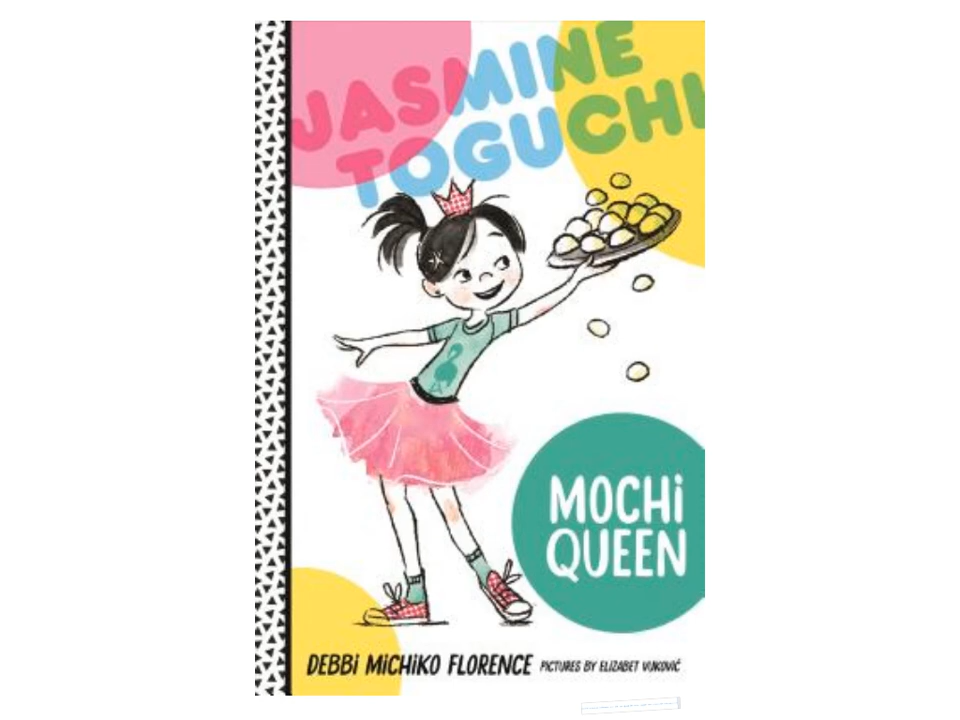 JASMINE
TOGUCHI
MOCHi
QUEEN
DEBBi MiCHiKO FLORENCE PICTURES BY ELIZABET VUKOVIĆ